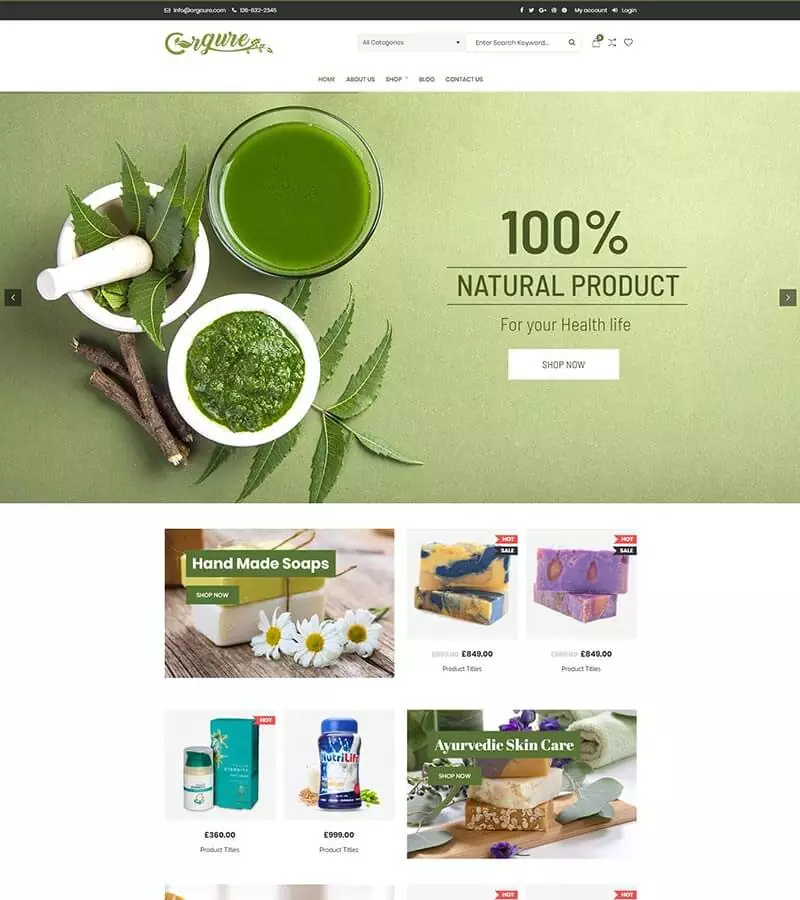 info@orgcure.com 126-632-2345 My account Login
Orgure
All Categories Enter Search Keyword... 0
HOME ABOUT US SHOP BLOG CONTACT US
100%
NATURAL PRODUCT
For your Health life
SHOP NOW
Hand Made Soaps
SHOP NOW
HOT
SALE
HOT
SALE
£849.00
Product Titles
£849.00
Product Titles
HOT
ETERNITY
NutriLife
£360.00
Product Titles
£999.00
Product Titles
Ayurvedic Skin Care
SHOP NOW
HOT
HOT